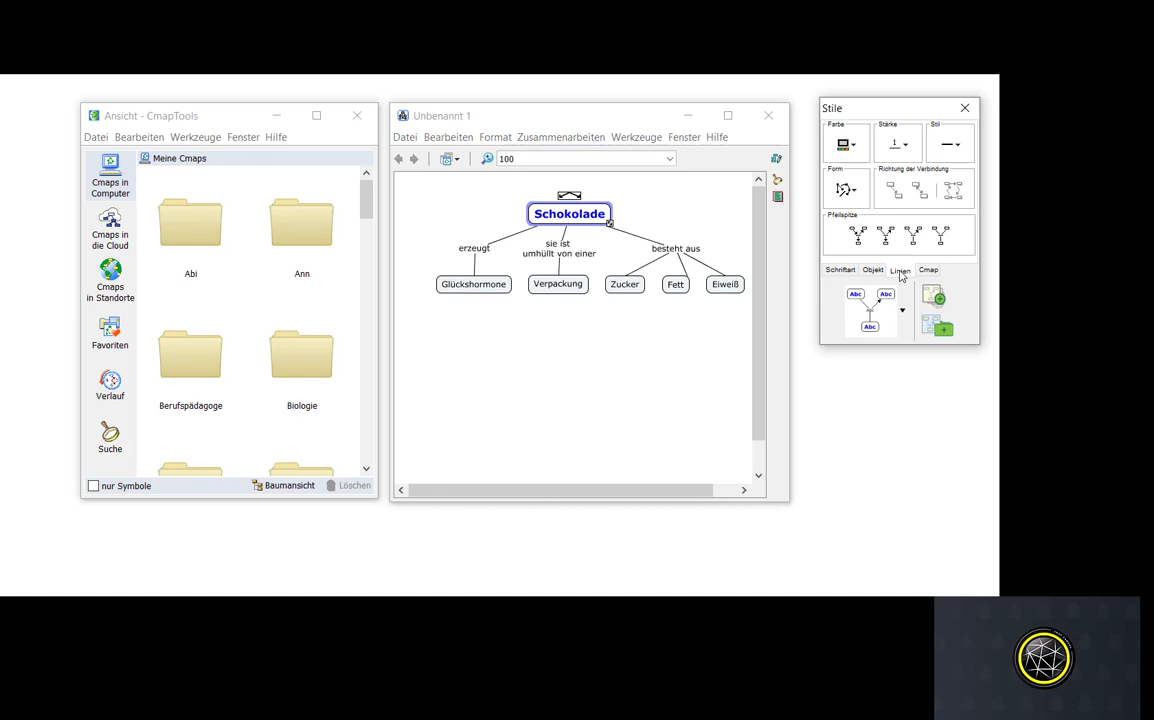 Ansicht - CmapTools
Datei Bearbeiten Werkzeuge Fenster Hilfe
Cmaps in
Computer
Cmaps in
die Cloud
Cmaps
in Standorte
Favoriten
Verlauf
Suche
Meine Cmaps
Abi
Ann
Berufspädagoge
Biologie
nur Symbole
Baumansicht
Löschen
Unbenannt 1
Datei Bearbeiten Format Zusammenarbeiten Werkzeuge Fenster Hilfe
100
Schokolade
erzeugt
sie ist
umhüllt von einer
besteht aus
Glückshormone
Verpackung
Zucker
Fett
Eiweiß
Stile
Farbe
Stärke
Stil
1
Form
Richtung der Verbindung
Pfeilspitze
Schriftart Objekt Linien Cmap
Abc
Abc
Abc